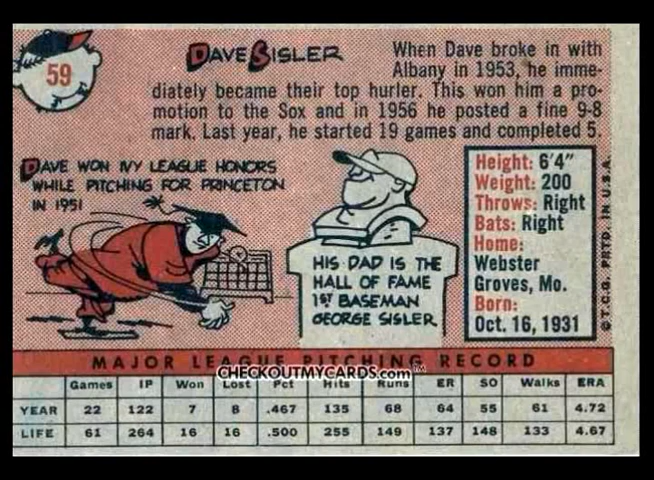 59
DAVE SISLER
When Dave broke in with
Albany in 1953, he imme-
diately became their top hurler. This won him a pro-
motion to the Sox and in 1956 he posted a fine 9-8
mark. Last year, he started 19 games and completed 5.
DAVE WON IVY LEAGUE HONORS
WHILE PITCHING FOR PRINCETON
IN 1951
HIS DAD IS THE
HALL OF FAME
1ST BASEMAN
GEORGE SISLER
Height: 6'4"
Weight: 200
Throws: Right
Bats: Right
Home:
Webster
Groves, Mo.
Born:
Oct. 16, 1931
© T.C.G. PRTD. IN U.S.A.
MAJOR LEAGUE PITCHING RECORD
CHECKOUTMYCARDS.com™
Games IP Won Lost Pct Hits Runs ER SO Walks ERA
YEAR 22 122 7 8 .467 135 68 64 55 61 4.72
LIFE 61 264 16 16 .500 255 149 137 148 133 4.67